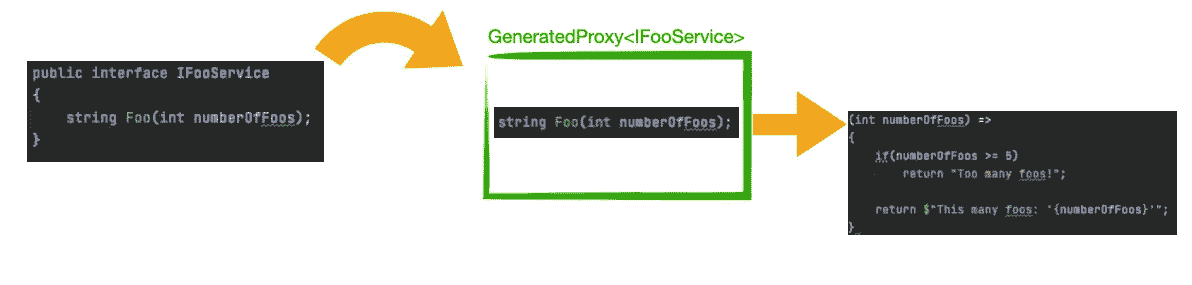 public interface IFooService
{
    string Foo(int numberOfFoos);
}
GeneratedProxy<IFooService>
string Foo(int numberOfFoos);
(int numberOfFoos) =>
{
    if(numberOfFoos >= 5)
        return "Too many foos!";
    return $"This many foos: '{numberOfFoos}'";
}